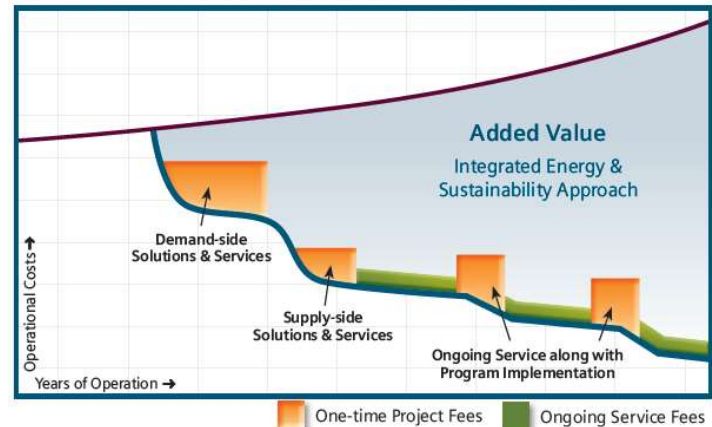 Added Value
Integrated Energy &
Sustainability Approach
Demand-side
Solutions & Services
Supply-side
Solutions & Services
Ongoing Service along with
Program Implementation
Operational Costs →
Years of Operation →
One-time Project Fees
Ongoing Service Fees